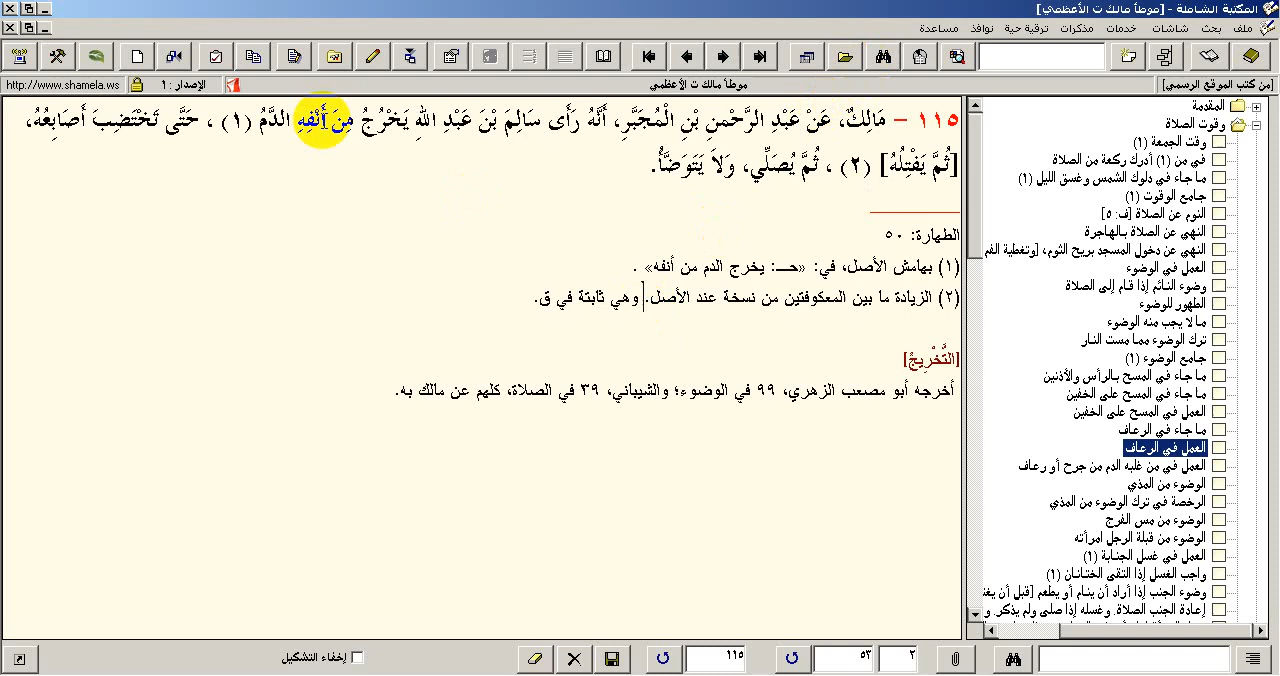 المكتبة الشاملة - [موطأ مالك ت الأعظمي]
ملف بحث شاشات خدمات مذكرات ترقية حية نوافذ مساعدة
[من كتب الموقع الرسمي]
موطأ مالك ت الأعظمي
الإصدار : ١
http://www.shamela.ws
١١٥ – مَالِكٌ، عَنْ عَبْدِ الرَّحْمنِ بْنِ الْمُجَبَّرِ، أَنَّهُ رَأَى سَالِمَ بْنَ عَبْدِ اللهِ يَخْرُجُ مِنَ أَنْفِهِ الدَّمُ (١) ، حَتَّى تَخْتَضِبَ أَصَابِعُهُ،
[ثُمَّ يَفْتِلُهُ] (٢) ، ثُمَّ يُصَلِّي، وَلاَ يَتَوَضَّأُ.
الطهارة: ٥٠
(١) بهامش الأصل، في: «حـــ: يخرج الدم من أنفه» .
(٢) الزيادة ما بين المعكوفتين من نسخة عند الأصل. وهي ثابتة في ق.
[التَّخْرِيجُ]
أخرجه أبو مصعب الزهري، ٩٩ في الوضوء؛ والشيباني، ٣٩ في الصلاة، كلهم عن مالك به.
المقدمة
وقوت الصلاة
وقت الجمعة (١)
في من (١) أدرك ركعة من الصلاة
ما جاء في دلوك الشمس وغسق الليل (١)
جامع الوقوت (١)
النوم عن الصلاة [ف: ٥]
النهي عن الصلاة بالهاجرة
النهي عن دخول المسجد بريح الثوم، [وتغطية الفم
العمل في الوضوء
وضوء النائم إذا قام إلى الصلاة
الطهور للوضوء
ما لا يجب منه الوضوء
ترك الوضوء مما مست النار
جامع الوضوء (١)
ما جاء في المسح بالرأس والأذنين
ما جاء في المسح على الخفين
العمل في المسح على الخفين
ما جاء في الرعاف
العمل في الرعاف
العمل في من غلبه الدم من جرح أو رعاف
الوضوء من المذي
الرخصة في ترك الوضوء من المذي
الوضوء من مس الفرج
الوضوء من قبلة الرجل امرأته
العمل في غسل الجنابة (١)
واجب الغسل إذا التقى الختانان (١)
وضوء الجنب إذا أراد أن ينام أو يطعم [قبل أن يغت
إعادة الجنب الصلاة. وغسله إذا صلى ولم يذكر. و
٢ ٥٣ ١١٥
إخفاء التشكيل